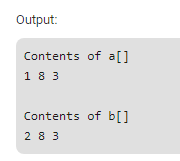 Output:
Contents of a[]
1 8 3
Contents of b[]
2 8 3